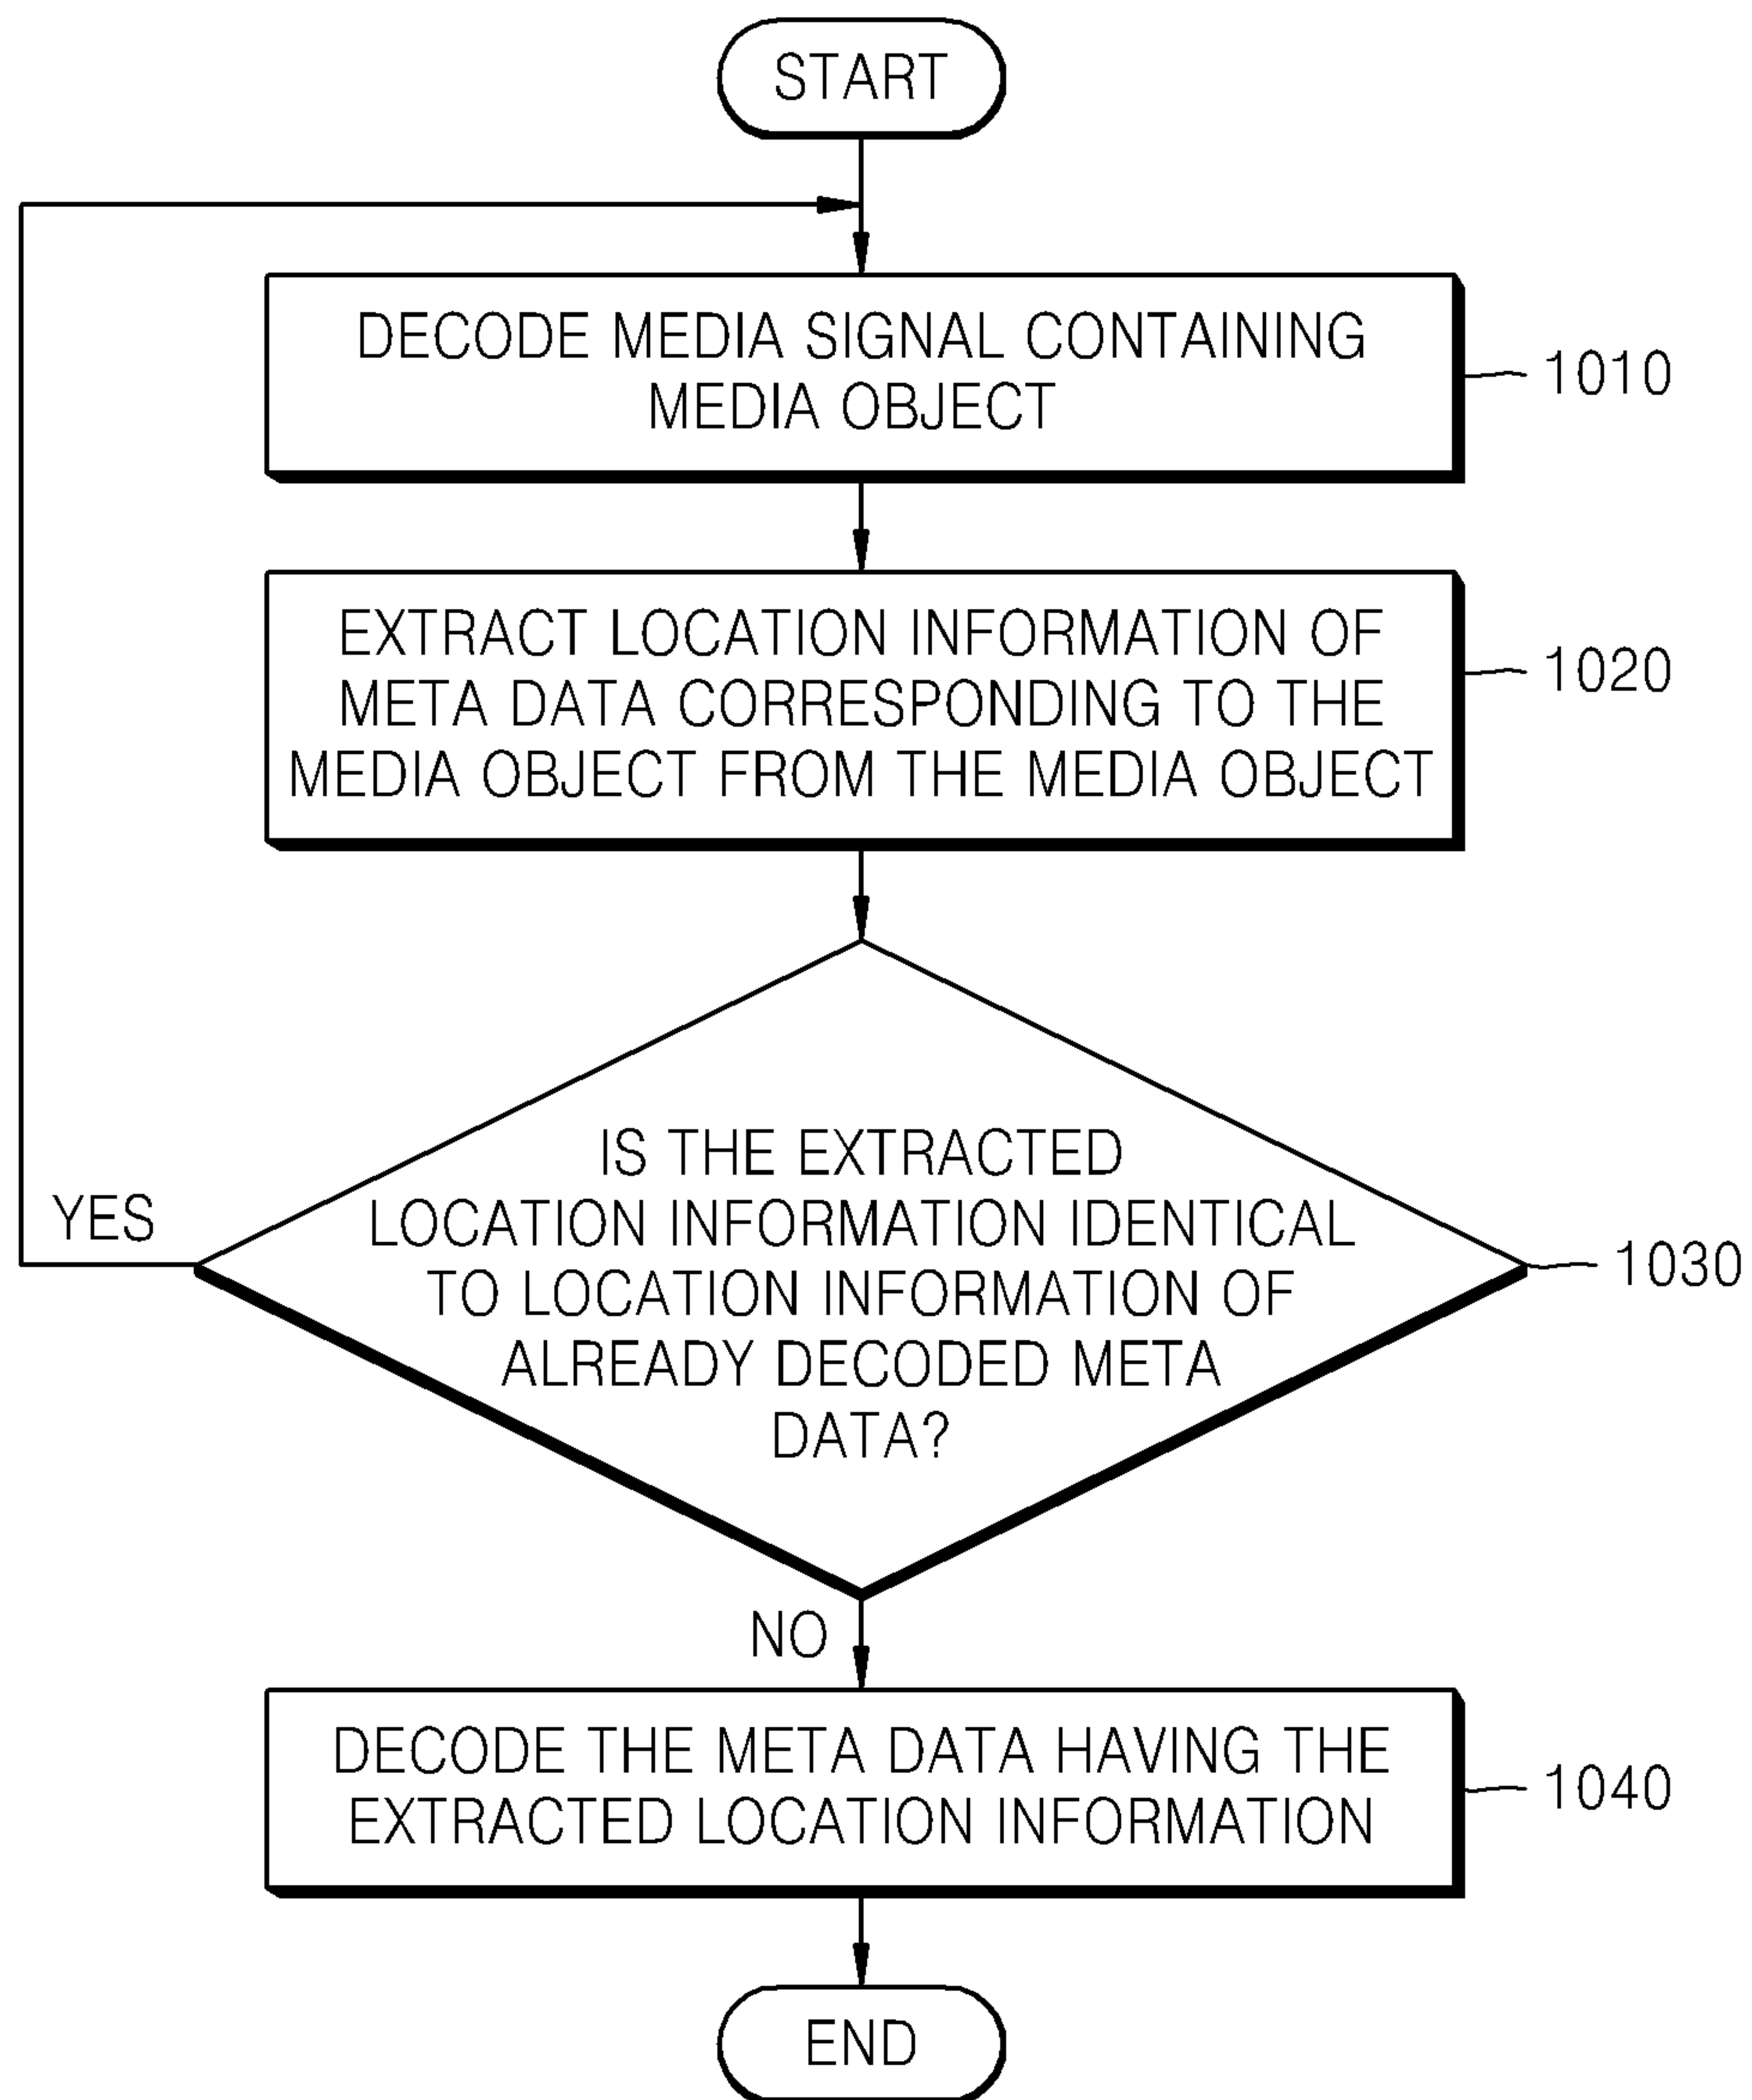 START
DECODE MEDIA SIGNAL CONTAINING
MEDIA OBJECT
1010
EXTRACT LOCATION INFORMATION OF
META DATA CORRESPONDING TO THE
MEDIA OBJECT FROM THE MEDIA OBJECT
1020
IS THE EXTRACTED
LOCATION INFORMATION IDENTICAL
TO LOCATION INFORMATION OF
ALREADY DECODED META
DATA?
YES
1030
NO
DECODE THE META DATA HAVING THE
EXTRACTED LOCATION INFORMATION
1040
END